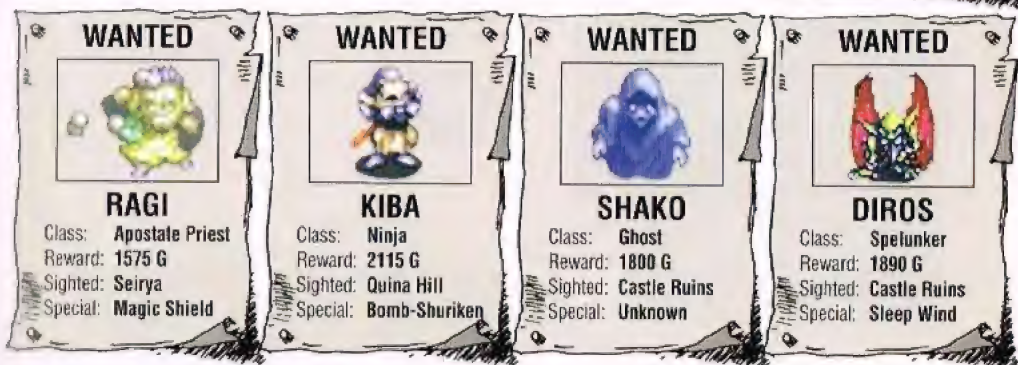 WANTED
RAGI
Class: Apostate Priest
Reward: 1575 G
Sighted: Seirya
Special: Magic Shield
WANTED
KIBA
Class: Ninja
Reward: 2115 G
Sighted: Quina Hill
Special: Bomb-Shuriken
WANTED
SHAKO
Class: Ghost
Reward: 1800 G
Sighted: Castle Ruins
Special: Unknown
WANTED
DIROS
Class: Spelunker
Reward: 1890 G
Sighted: Castle Ruins
Special: Sleep Wind